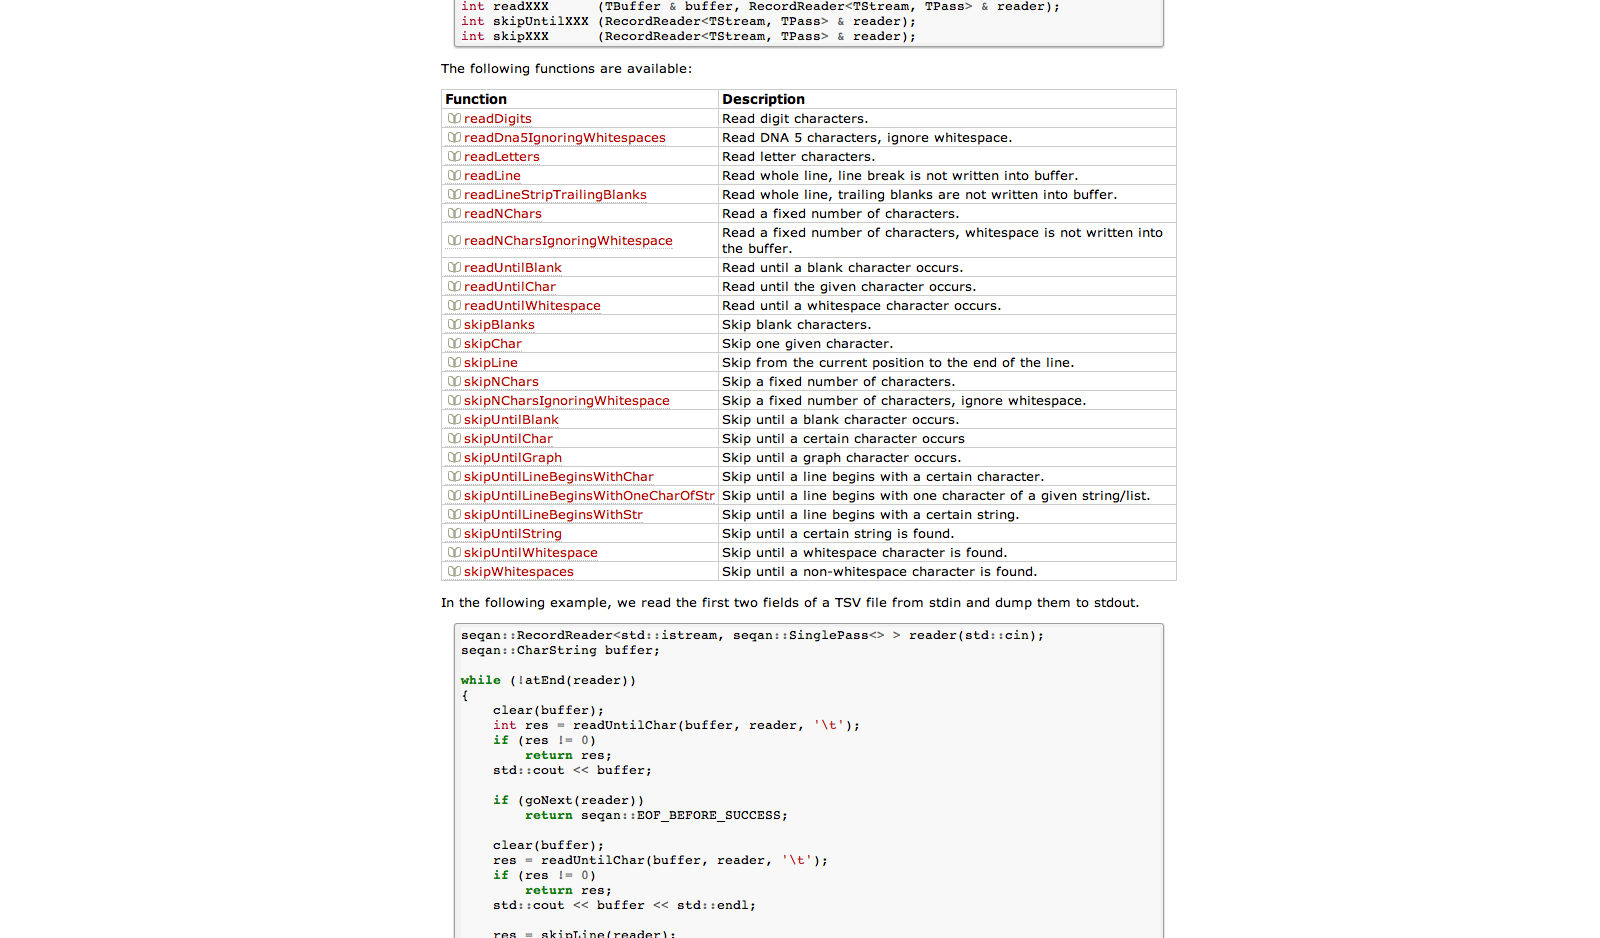 int readXXX      (TBuffer & buffer, RecordReader<TStream, TPass> & reader);
int skipUntilXXX (RecordReader<TStream, TPass> & reader);
int skipXXX      (RecordReader<TStream, TPass> & reader);
The following functions are available:
Function Description
readDigits Read digit characters.
readDna5IgnoringWhitespaces Read DNA 5 characters, ignore whitespace.
readLetters Read letter characters.
readLine Read whole line, line break is not written into buffer.
readLineStripTrailingBlanks Read whole line, trailing blanks are not written into buffer.
readNChars Read a fixed number of characters.
readNCharsIgnoringWhitespace Read a fixed number of characters, whitespace is not written into
the buffer.
readUntilBlank Read until a blank character occurs.
readUntilChar Read until the given character occurs.
readUntilWhitespace Read until a whitespace character occurs.
skipBlanks Skip blank characters.
skipChar Skip one given character.
skipLine Skip from the current position to the end of the line.
skipNChars Skip a fixed number of characters.
skipNCharsIgnoringWhitespace Skip a fixed number of characters, ignore whitespace.
skipUntilBlank Skip until a blank character occurs.
skipUntilChar Skip until a certain character occurs
skipUntilGraph Skip until a graph character occurs.
skipUntilLineBeginsWithChar Skip until a line begins with a certain character.
skipUntilLineBeginsWithOneCharOfStr Skip until a line begins with one character of a given string/list.
skipUntilLineBeginsWithStr Skip until a line begins with a certain string.
skipUntilString Skip until a certain string is found.
skipUntilWhitespace Skip until a whitespace character is found.
skipWhitespaces Skip until a non-whitespace character is found.
In the following example, we read the first two fields of a TSV file from stdin and dump them to stdout.
seqan::RecordReader<std::istream, seqan::SinglePass<> > reader(std::cin);
seqan::CharString buffer;
while (!atEnd(reader))
{
    clear(buffer);
    int res = readUntilChar(buffer, reader, '\t');
    if (res != 0)
        return res;
    std::cout << buffer;
    if (goNext(reader))
        return seqan::EOF_BEFORE_SUCCESS;
    clear(buffer);
    res = readUntilChar(buffer, reader, '\t');
    if (res != 0)
        return res;
    std::cout << buffer << std::endl;
    res = skipLine(reader);